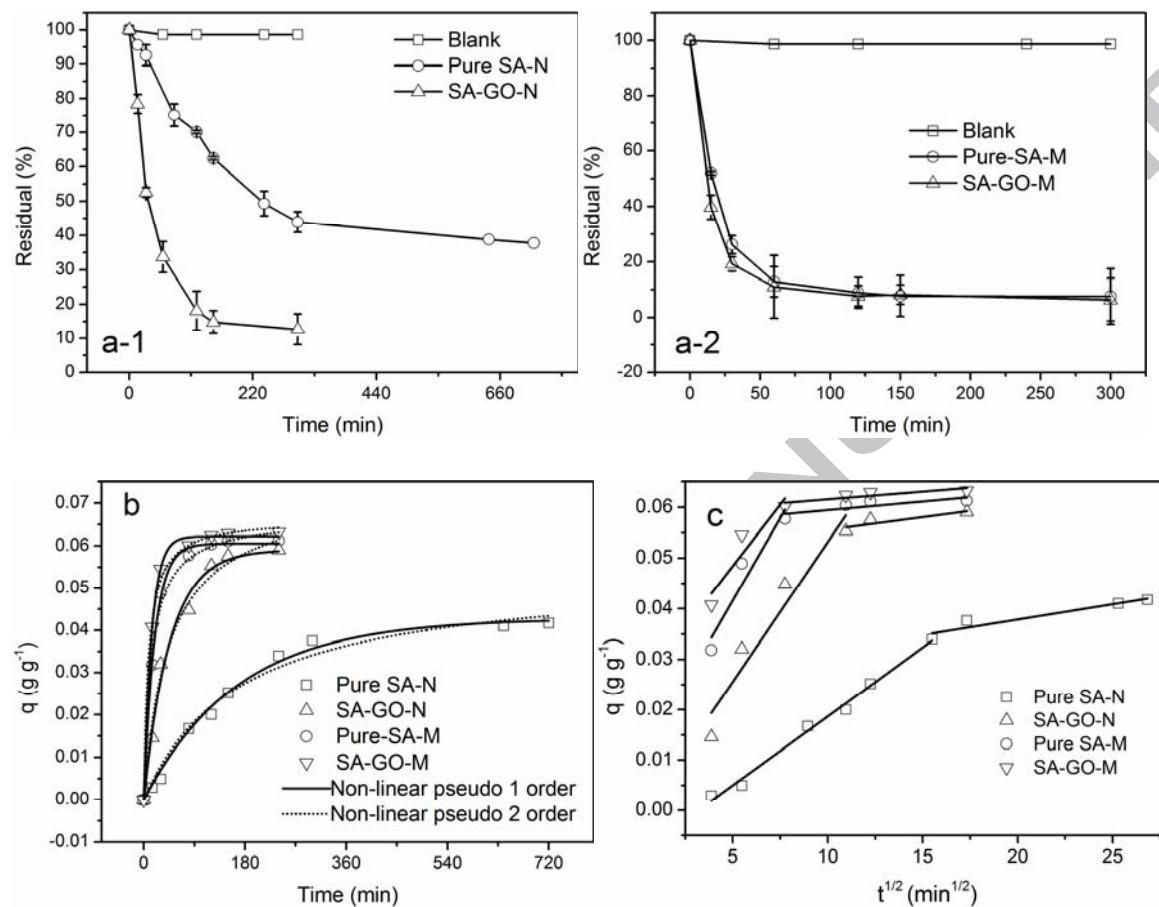 100
90
80
70
60
50
40
30
20
10
0
Residual (%)
Blank
Pure SA-N
SA-GO-N
a-1
0
220
440
660
Time (min)
100
80
60
40
20
0
-20
Residual (%)
Blank
Pure-SA-M
SA-GO-M
a-2
0
50
100
150
200
250
300
Time (min)
b
0.07
0.06
0.05
0.04
0.03
0.02
0.01
0.00
-0.01
q (g g⁻¹)
Pure SA-N
SA-GO-N
Pure-SA-M
SA-GO-M
Non-linear pseudo 1 order
Non-linear pseudo 2 order
0
180
360
540
720
Time (min)
c
0.06
0.05
0.04
0.03
0.02
0.01
0.00
q (g g⁻¹)
Pure SA-N
SA-GO-N
Pure SA-M
SA-GO-M
5
10
15
20
25
t^1/2 (min^1/2)